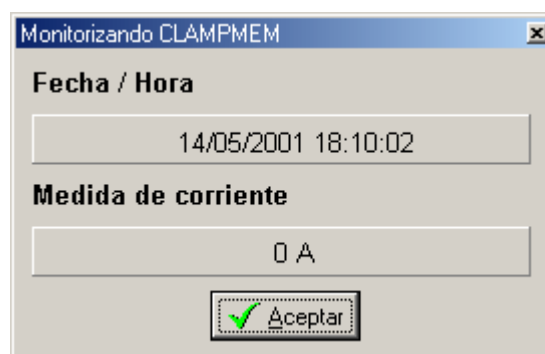 Monitorizando CLAMPMEM
Fecha / Hora
14/05/2001 18:10:02
Medida de corriente
0 A
Aceptar